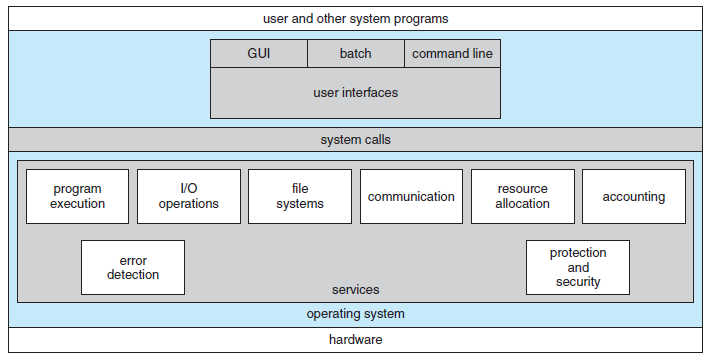 user and other system programs
GUI
batch
command line
user interfaces
system calls
program
execution
I/O
operations
file
systems
communication
resource
allocation
accounting
error
detection
protection
and
security
services
operating system
hardware